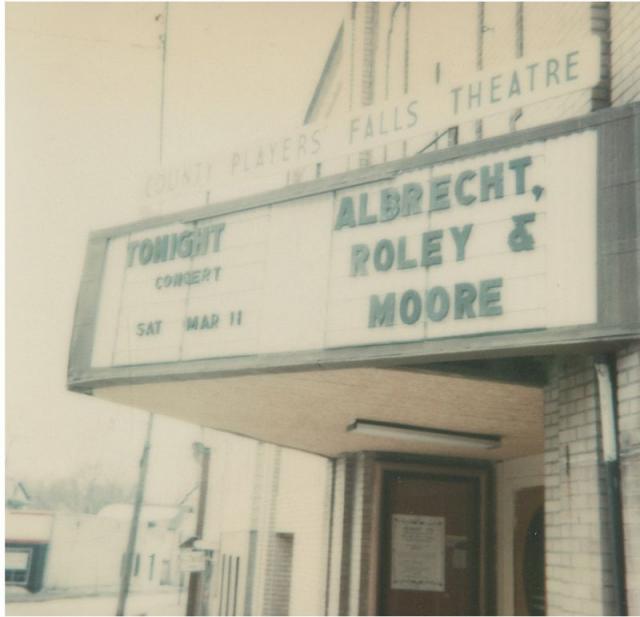 COUNTY PLAYERS' FALLS THEATRE
TONIGHT
CONCERT
SAT MAR 11
ALBRECHT,
ROLEY &
MOORE